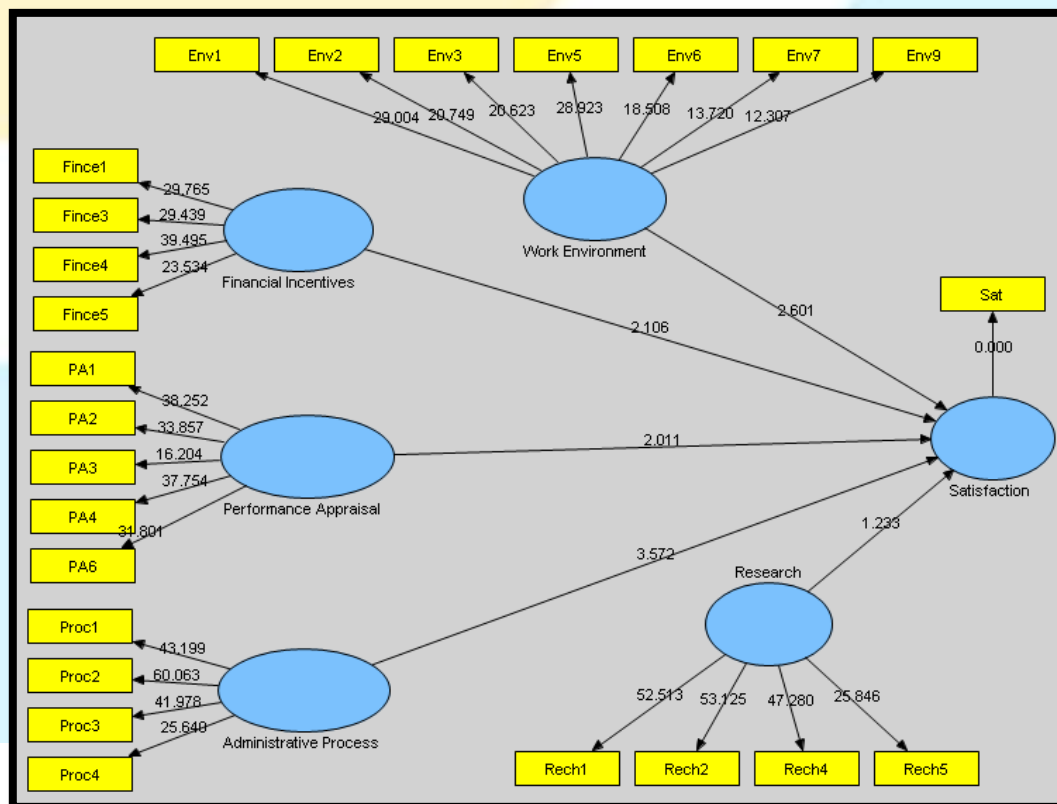 Env1
Env2
Env3
Env5
Env6
Env7
Env9
29.004
20.749
20.623
28.923
18.508
13.720
12.307
Work Environment
Fince1
Fince3
Fince4
Fince5
29.765
29.439
39.495
23.534
Financial Incentives
2.106
2.601
Sat
0.000
PA1
PA2
PA3
PA4
PA6
38.252
33.857
16.204
37.754
31.801
Performance Appraisal
2.011
Satisfaction
Proc1
Proc2
Proc3
Proc4
43.199
60.063
41.978
25.640
Administrative Process
3.572
1.233
Research
52.513
53.125
47.280
25.846
Rech1
Rech2
Rech4
Rech5